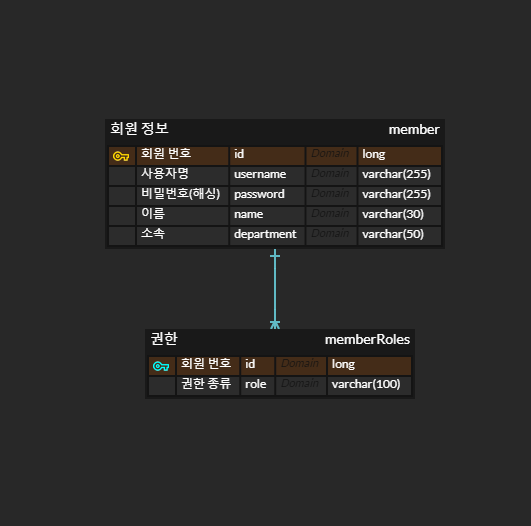 회원 정보 member
회원 번호 id Domain long
사용자명 username Domain varchar(255)
비밀번호(해싱) password Domain varchar(255)
이름 name Domain varchar(30)
소속 department Domain varchar(50)
권한 memberRoles
회원 번호 id Domain long
권한 종류 role Domain varchar(100)